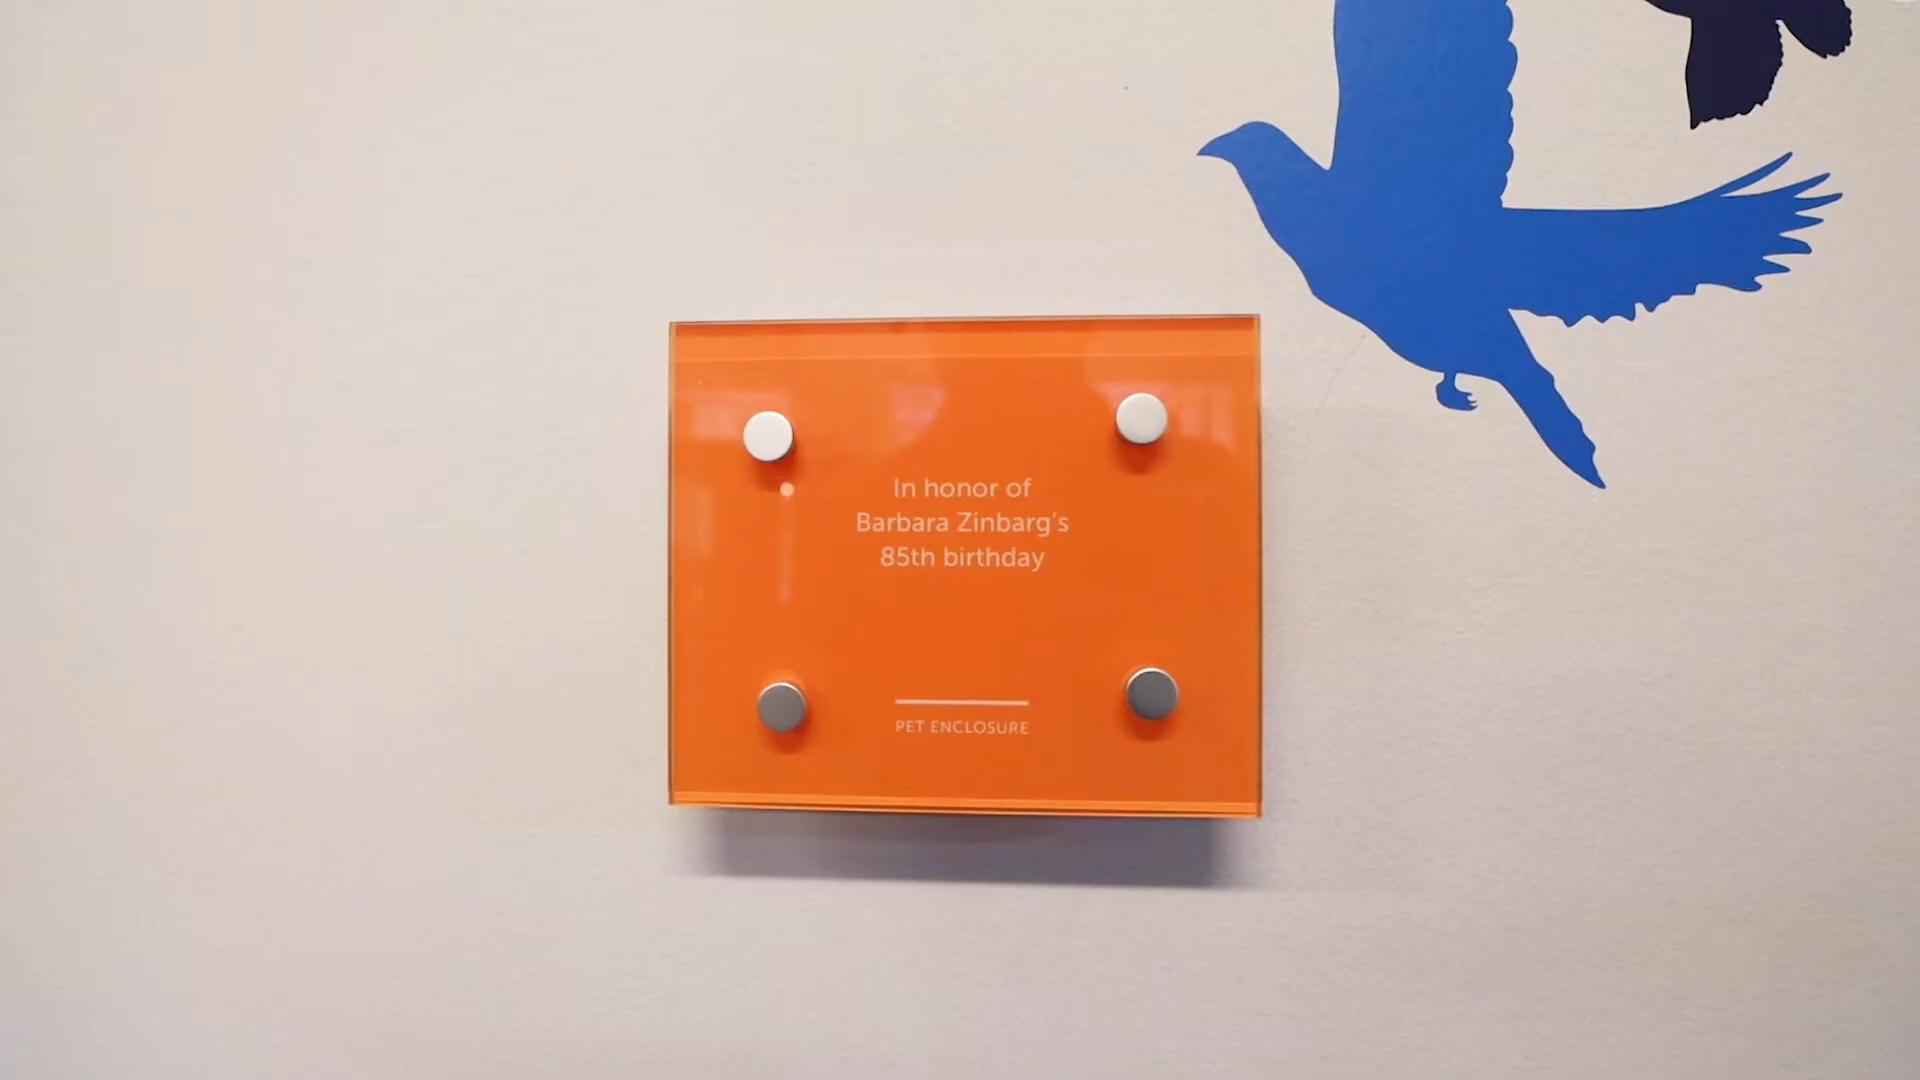 In honor of
Barbara Zinbarg's
85th birthday
PET ENCLOSURE